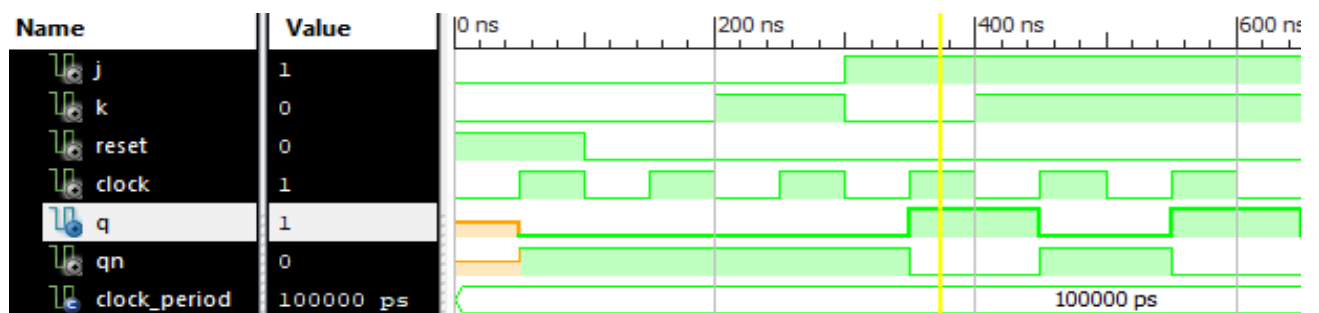 Name Value 0 ns 200 ns 400 ns 600 ns
j 1
k 0
reset 0
clock 1
q 1
qn 0
clock_period 100000 ps 100000 ps